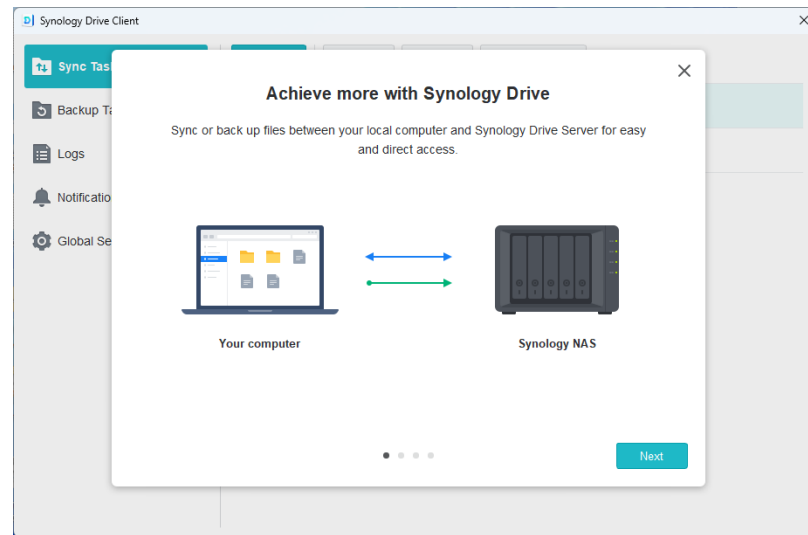 Synology Drive Client
Achieve more with Synology Drive
Sync or back up files between your local computer and Synology Drive Server for easy
and direct access.
Sync Tas
Backup Ta
Logs
Notificatio
Global Se
Your computer
Synology NAS
Next